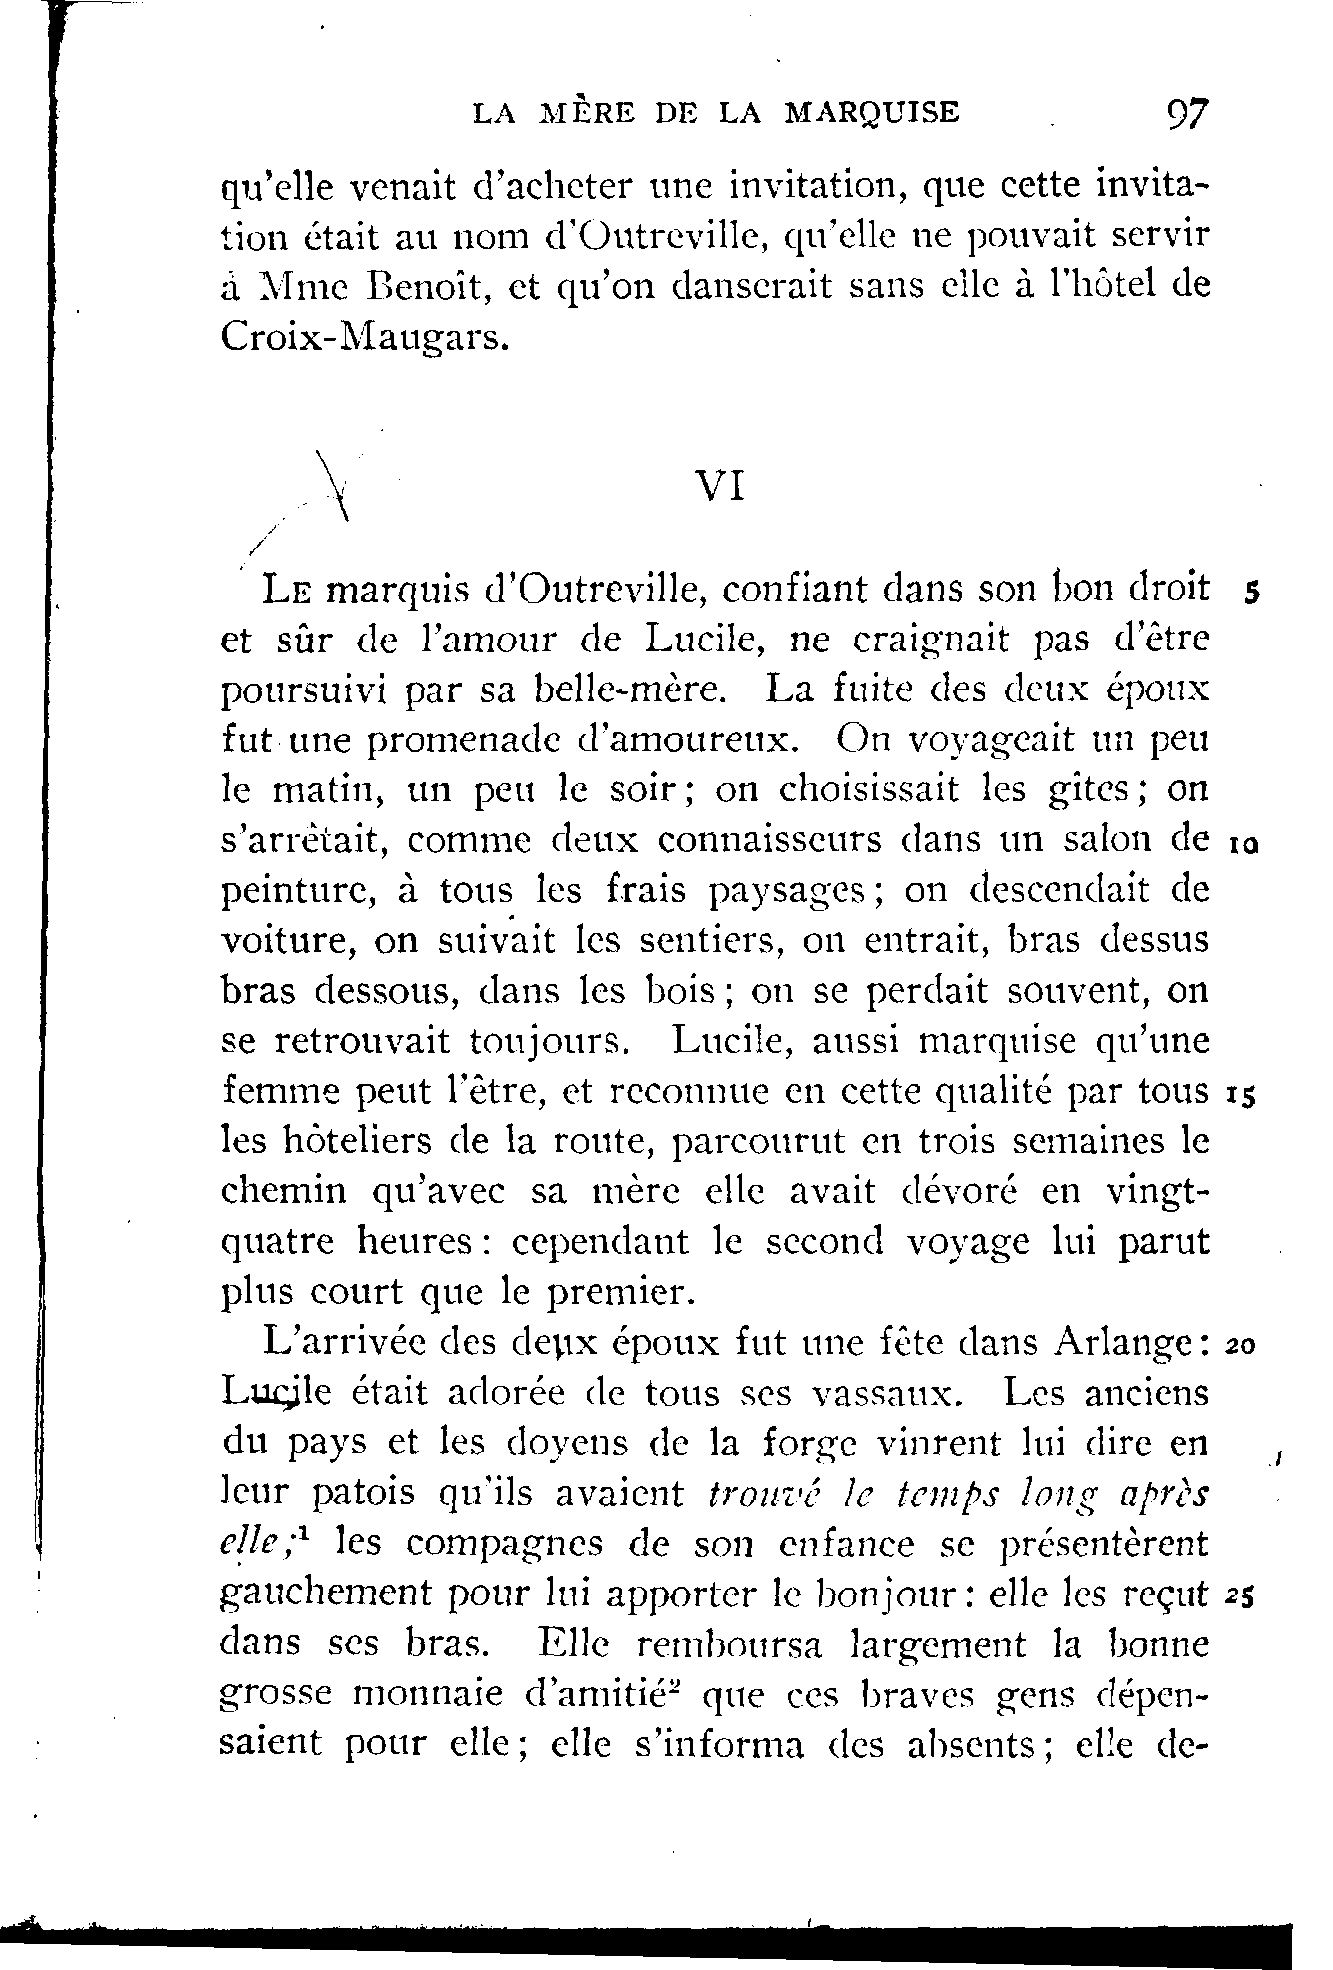 LA MÈRE DE LA MARQUISE 97
qu'elle venait d'acheter une invitation, que cette invita-
tion était au nom d'Outreville, qu'elle ne pouvait servir
à Mme Benoît, et qu'on danserait sans elle à l'hôtel de
Croix-Maugars.
VI
LE marquis d'Outreville, confiant dans son bon droit 5
et sûr de l'amour de Lucile, ne craignait pas d'être
poursuivi par sa belle-mère. La fuite des deux époux
fut une promenade d'amoureux. On voyageait un peu
le matin, un peu le soir; on choisissait les gîtes; on
s'arrêtait, comme deux connaisseurs dans un salon de 10
peinture, à tous les frais paysages; on descendait de
voiture, on suivait les sentiers, on entrait, bras dessus
bras dessous, dans les bois; on se perdait souvent, on
se retrouvait toujours. Lucile, aussi marquise qu'une
femme peut l'être, et reconnue en cette qualité par tous 15
les hôteliers de la route, parcourut en trois semaines le
chemin qu'avec sa mère elle avait dévoré en vingt-
quatre heures: cependant le second voyage lui parut
plus court que le premier.
L'arrivée des deux époux fut une fête dans Arlange: 20
Lucile était adorée de tous ses vassaux. Les anciens
du pays et les doyens de la forge vinrent lui dire en
leur patois qu'ils avaient trouvé le temps long après
elle;¹ les compagnes de son enfance se présentèrent
gauchement pour lui apporter le bonjour: elle les reçut 25
dans ses bras. Elle remboursa largement la bonne
grosse monnaie d'amitié² que ces braves gens dépen-
saient pour elle; elle s'informa des absents; elle de-